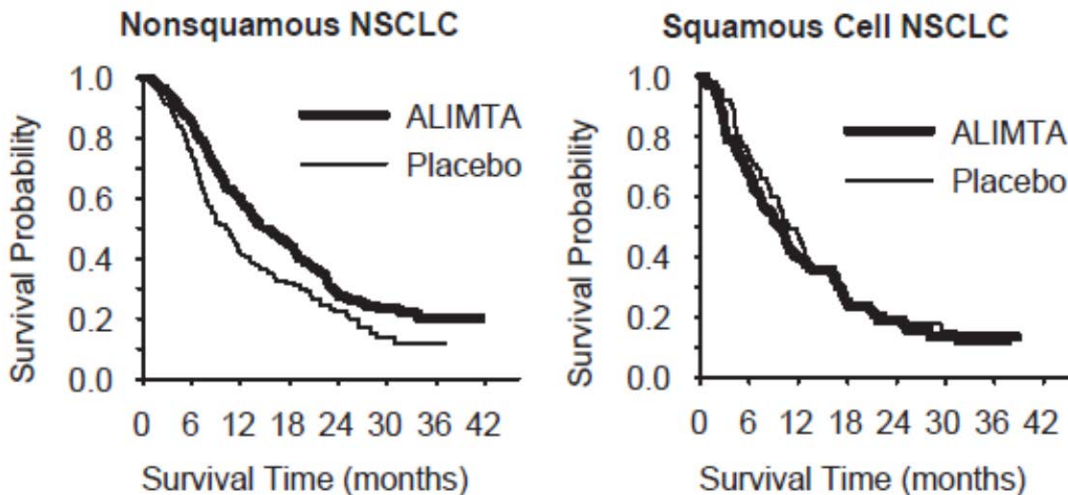 Nonsquamous NSCLC
Survival Probability
1.0
0.8
0.6
0.4
0.2
0.0
ALIMTA
Placebo
0 6 12 18 24 30 36 42
Survival Time (months)
Squamous Cell NSCLC
Survival Probability
1.0
0.8
0.6
0.4
0.2
0.0
ALIMTA
Placebo
0 6 12 18 24 30 36 42
Survival Time (months)